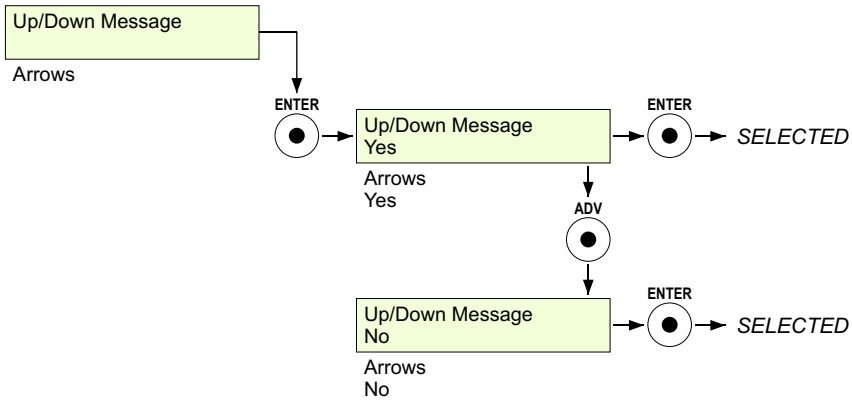 Up/Down Message
Arrows
ENTER
Up/Down Message
Yes
Arrows
Yes
ENTER
SELECTED
ADV
Up/Down Message
No
Arrows
No
ENTER
SELECTED